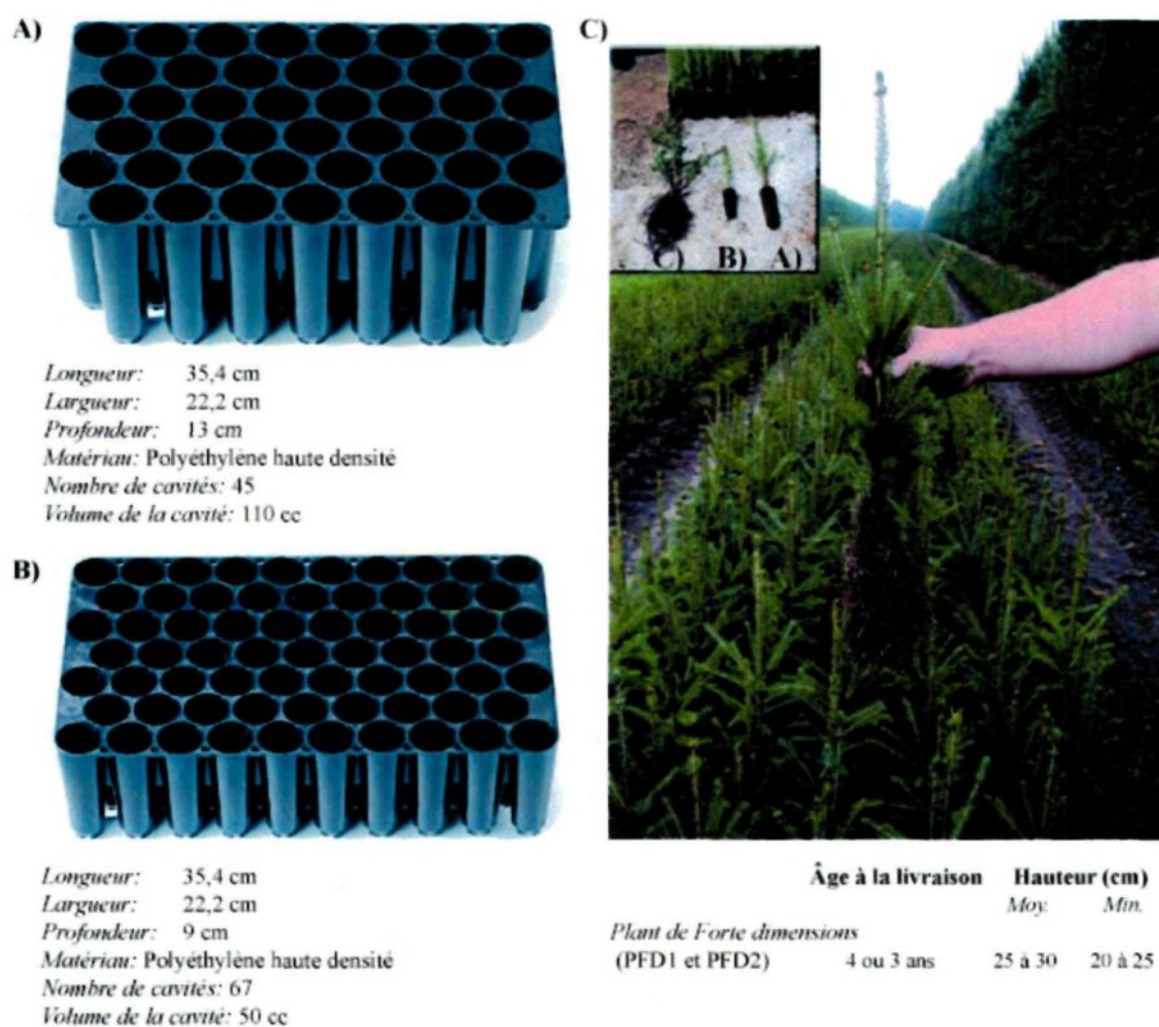 A)
Longueur: 35,4 cm
Largueur: 22,2 cm
Profondeur: 13 cm
Matériau: Polyéthylène haute densité
Nombre de cavités: 45
Volume de la cavité: 110 cc
B)
Longueur: 35,4 cm
Largueur: 22,2 cm
Profondeur: 9 cm
Matériau: Polyéthylène haute densité
Nombre de cavités: 67
Volume de la cavité: 50 cc
C)
C) B) A)
Âge à la livraison Hauteur (cm)
Moy. Min.
Plant de Forte dimensions
(PFD1 et PFD2) 4 ou 3 ans 25 à 30 20 à 25